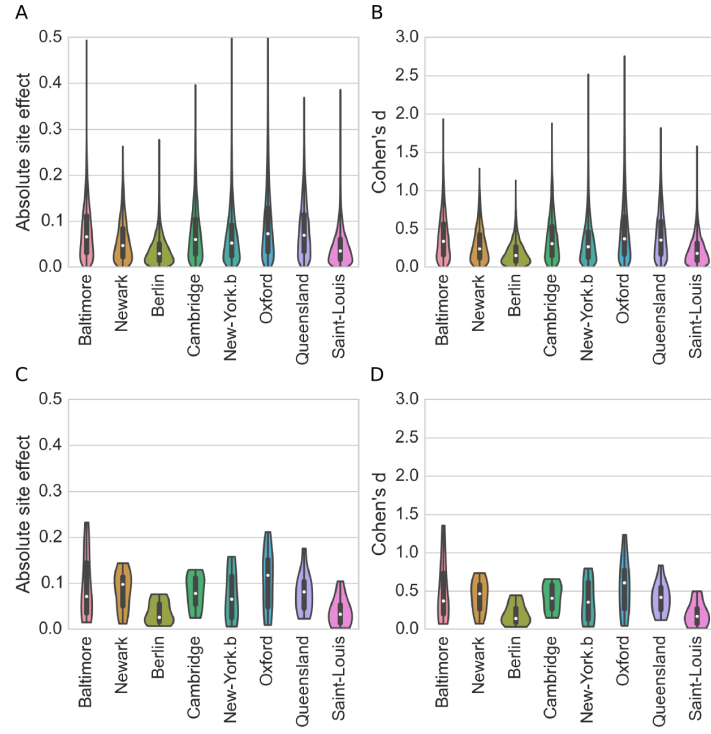 A
B
Absolute site effect
0.5
0.4
0.3
0.2
0.1
0.0
Baltimore
Newark
Berlin
Cambridge
New-York.b
Oxford
Queensland
Saint-Louis
Cohen's d
3.0
2.5
2.0
1.5
1.0
0.5
0.0
Baltimore
Newark
Berlin
Cambridge
New-York.b
Oxford
Queensland
Saint-Louis
C
D
Absolute site effect
0.5
0.4
0.3
0.2
0.1
0.0
Baltimore
Newark
Berlin
Cambridge
New-York.b
Oxford
Queensland
Saint-Louis
Cohen's d
3.0
2.5
2.0
1.5
1.0
0.5
0.0
Baltimore
Newark
Berlin
Cambridge
New-York.b
Oxford
Queensland
Saint-Louis